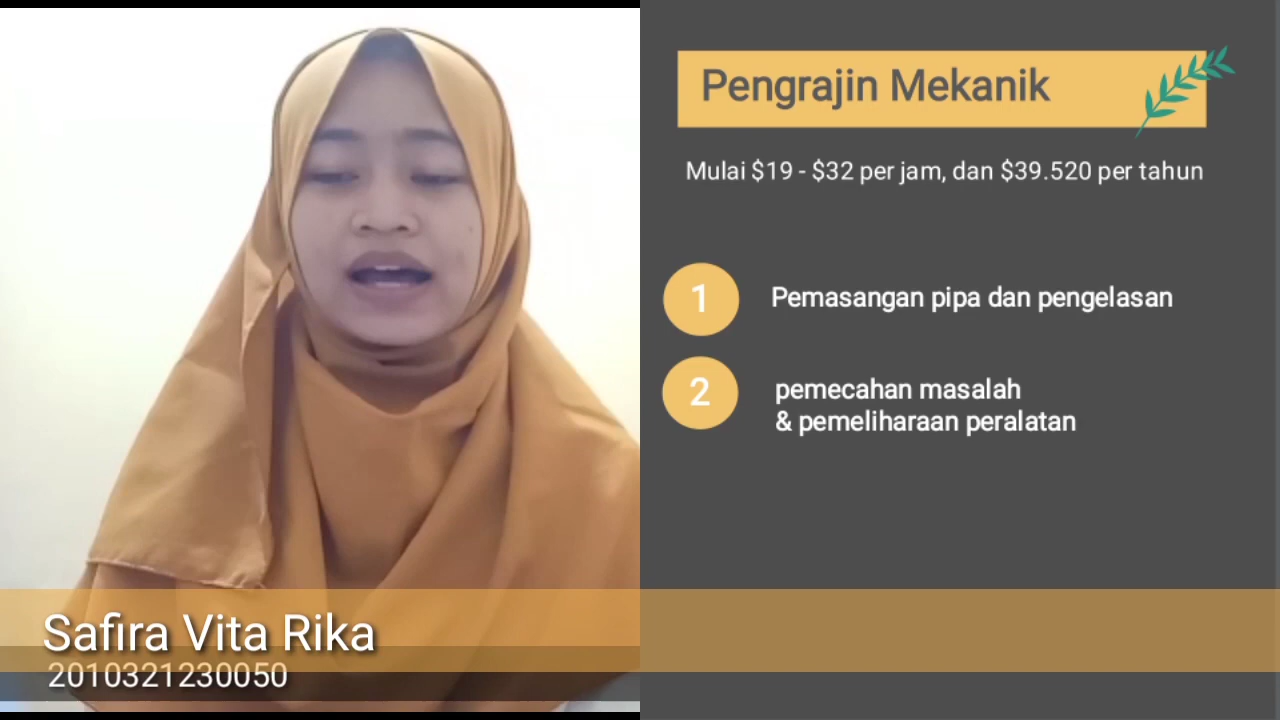 Pengrajin Mekanik
Mulai $19 - $32 per jam, dan $39.520 per tahun
1
Pemasangan pipa dan pengelasan
2
pemecahan masalah
& pemeliharaan peralatan
Safira Vita Rika
2010321230050